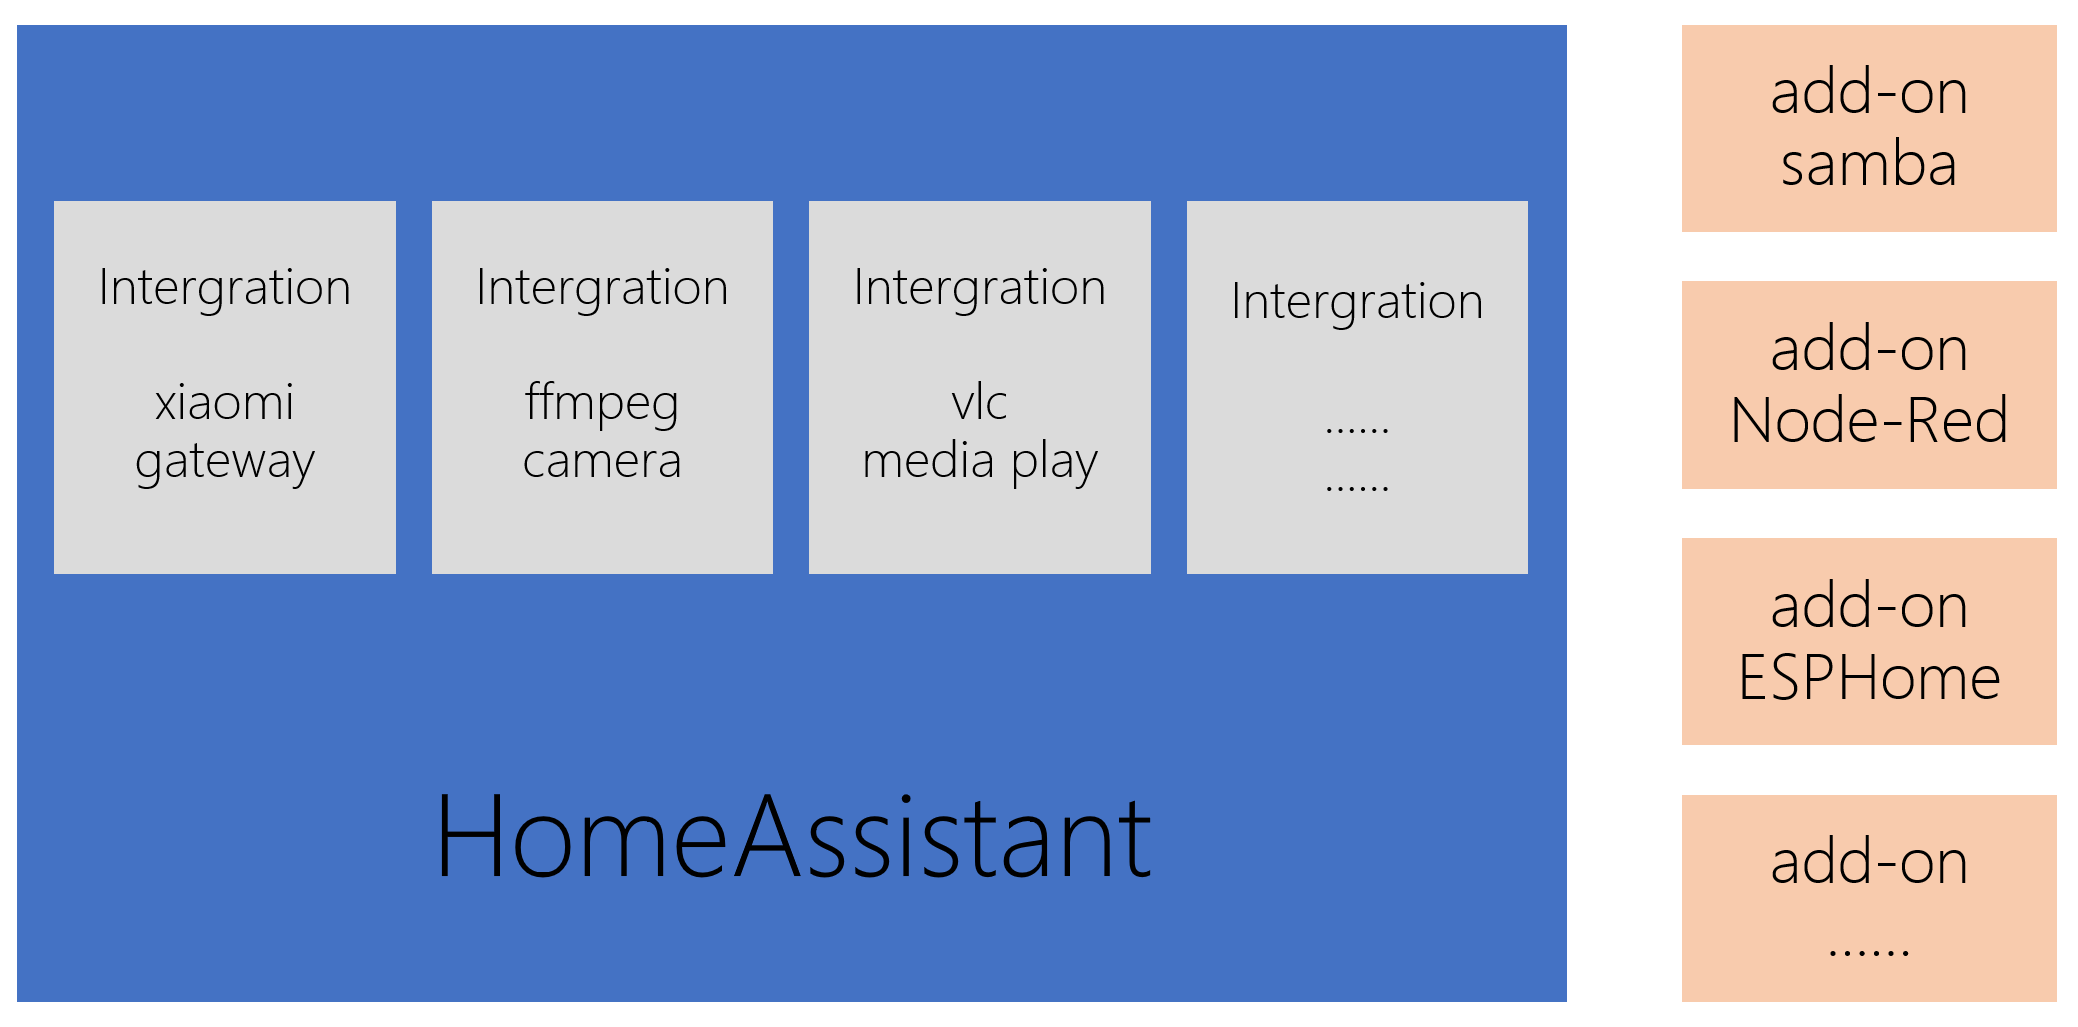 Intergration
xiaomi
gateway
Intergration
ffmpeg
camera
Intergration
vlc
media play
Intergration
......
......
HomeAssistant
add-on
samba
add-on
Node-Red
add-on
ESPHome
add-on
......